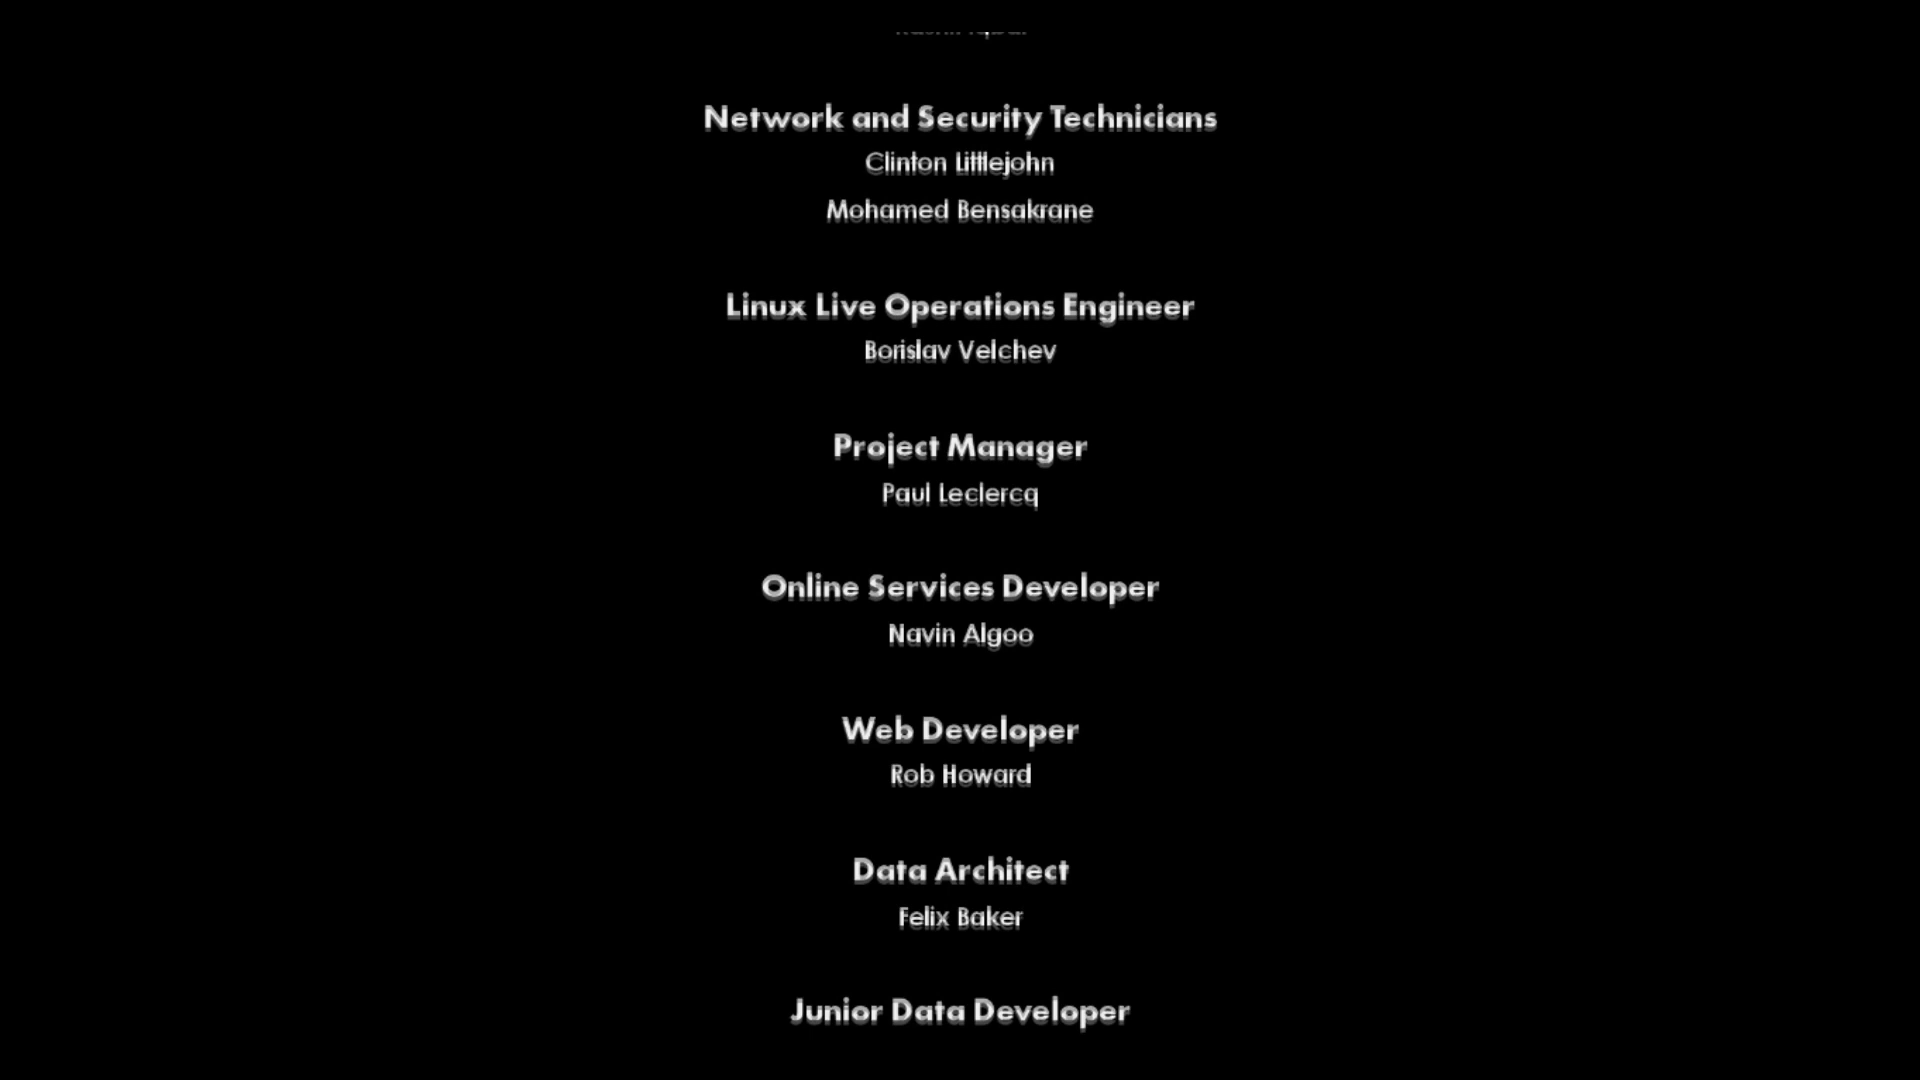 Network and Security Technicians
Clinton Littlejohn
Mohamed Bensakrane
Linux Live Operations Engineer
Borislav Velchev
Project Manager
Paul Leclercq
Online Services Developer
Navin Algoo
Web Developer
Rob Howard
Data Architect
Felix Baker
Junior Data Developer